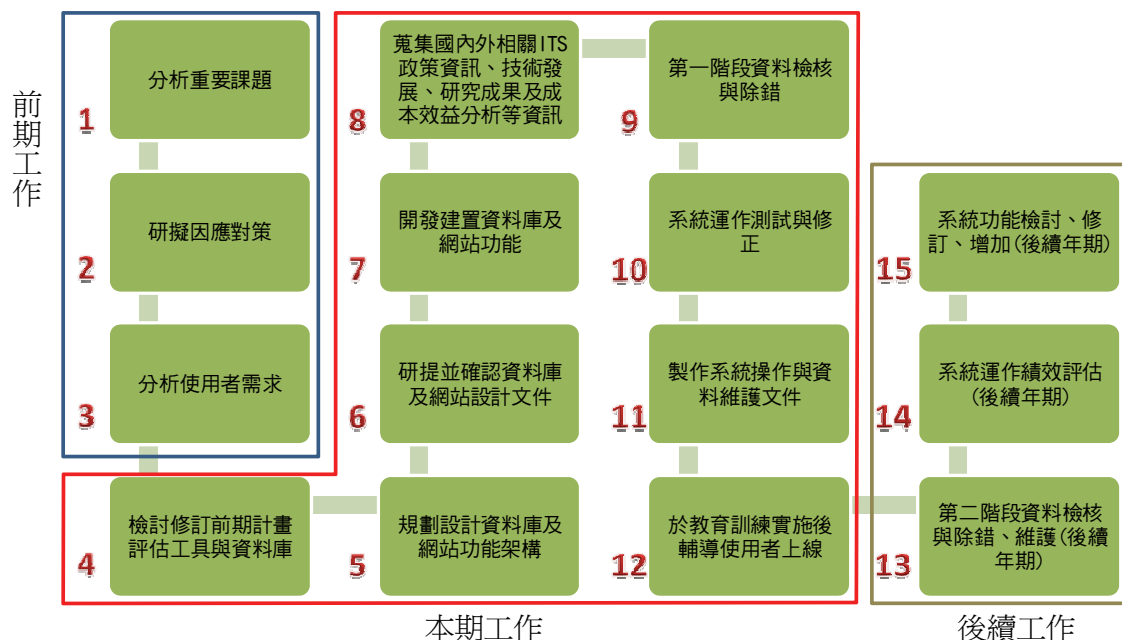 前期工作
1
分析重要課題
2
研擬因應對策
3
分析使用者需求
4
檢討修訂前期計畫
評估工具與資料庫
5
規劃設計資料庫及
網站功能架構
6
研提並確認資料庫
及網站設計文件
7
開發建置資料庫及
網站功能
8
蒐集國內外相關ITS
政策資訊、技術發
展、研究成果及成
本效益分析等資訊
9
第一階段資料檢核
與除錯
10
系統運作測試與修
正
11
製作系統操作與資
料維護文件
12
於教育訓練實施後
輔導使用者上線
13
第二階段資料檢核
與除錯、維護(後續
年期)
14
系統運作績效評估
(後續年期)
15
系統功能檢討、修
訂、增加(後續年期)
本期工作
後續工作